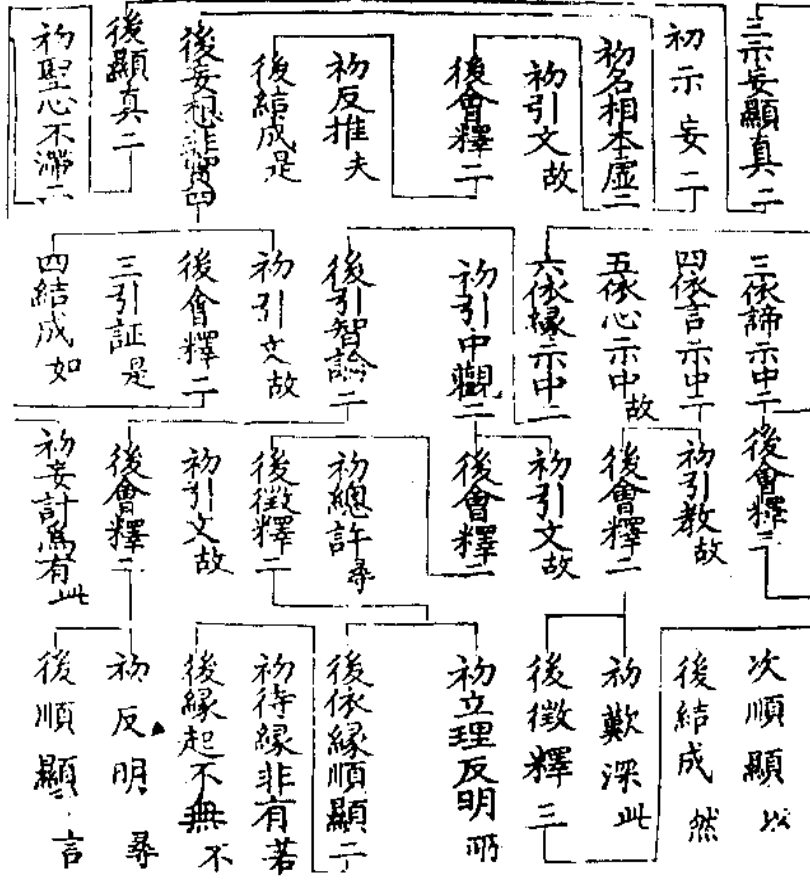 三示妄顯真二
初示妄二
初名相本虛二
初引文故
後會釋二
初反推夫
後結成是
後妄想非實四
後顯真二
初聖心不滯二
三依諦示中二
四依言示中二
五依心示中故
六依緣示中二
初引中觀二
後引智論二
初引文故
後會釋二
三引証是
四結成如
後會釋二
初引教故
後會釋二
初引文故
後會釋二
初總許尋
後徵釋二
初引文故
後會釋二
初妄計爲有此
次順顯以
後結成然
初歎深此
後徵釋三
初立理反明所
後依緣順顯二
初待緣非有若
後緣起不無不
初反明尋
後順顯言